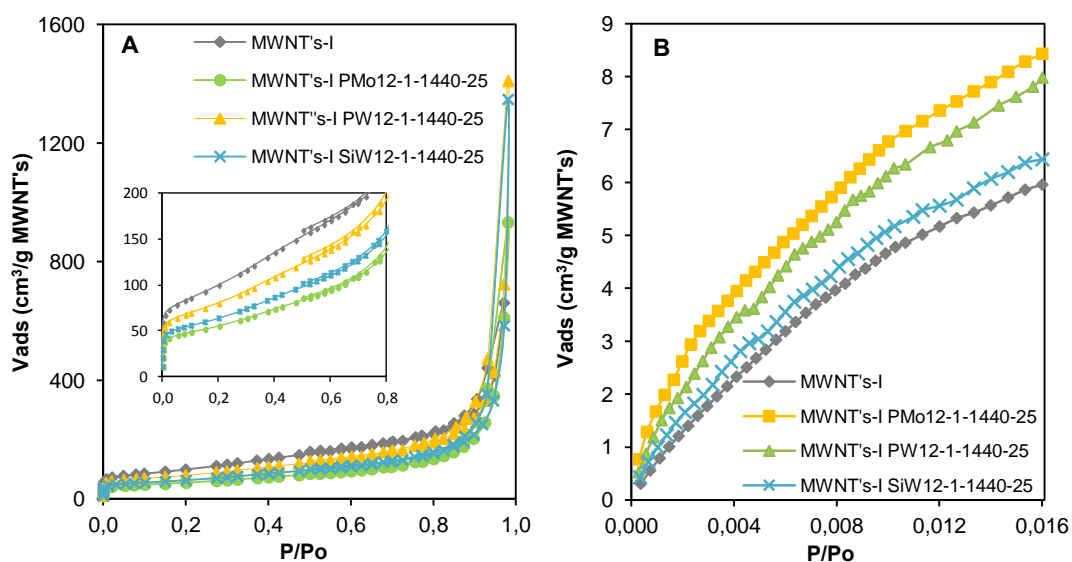 A
Vads (cm³/g MWNT's)
1600
1200
800
400
0
MWNT's-I
MWNT's-I PMo12-1-1440-25
MWNT"s-I PW12-1-1440-25
MWNT's-I SiW12-1-1440-25
200
150
100
50
0
0,0 0,2 0,4 0,6 0,8
0,0 0,2 0,4 0,6 0,8 1,0
P/Po
B
Vads (cm³/g MWNT's)
9
8
7
6
5
4
3
2
1
0
MWNT's-I
MWNT's-I PMo12-1-1440-25
MWNT's-I PW12-1-1440-25
MWNT's-I SiW12-1-1440-25
0,000 0,004 0,008 0,012 0,016
P/Po